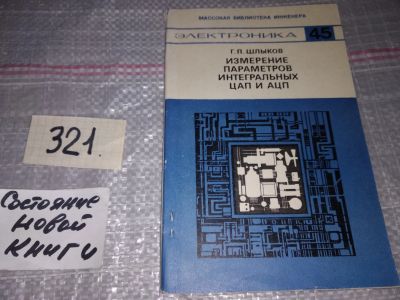 МАССОВАЯ БИБЛИОТЕКА ИНЖЕНЕРА
ЭЛЕКТРОНИКА 45
Г.П. ШЛЫКОВ
ИЗМЕРЕНИЕ
ПАРАМЕТРОВ
ИНТЕГРАЛЬНЫХ
ЦАП И АЦП
321.
Состояние
новой
книги